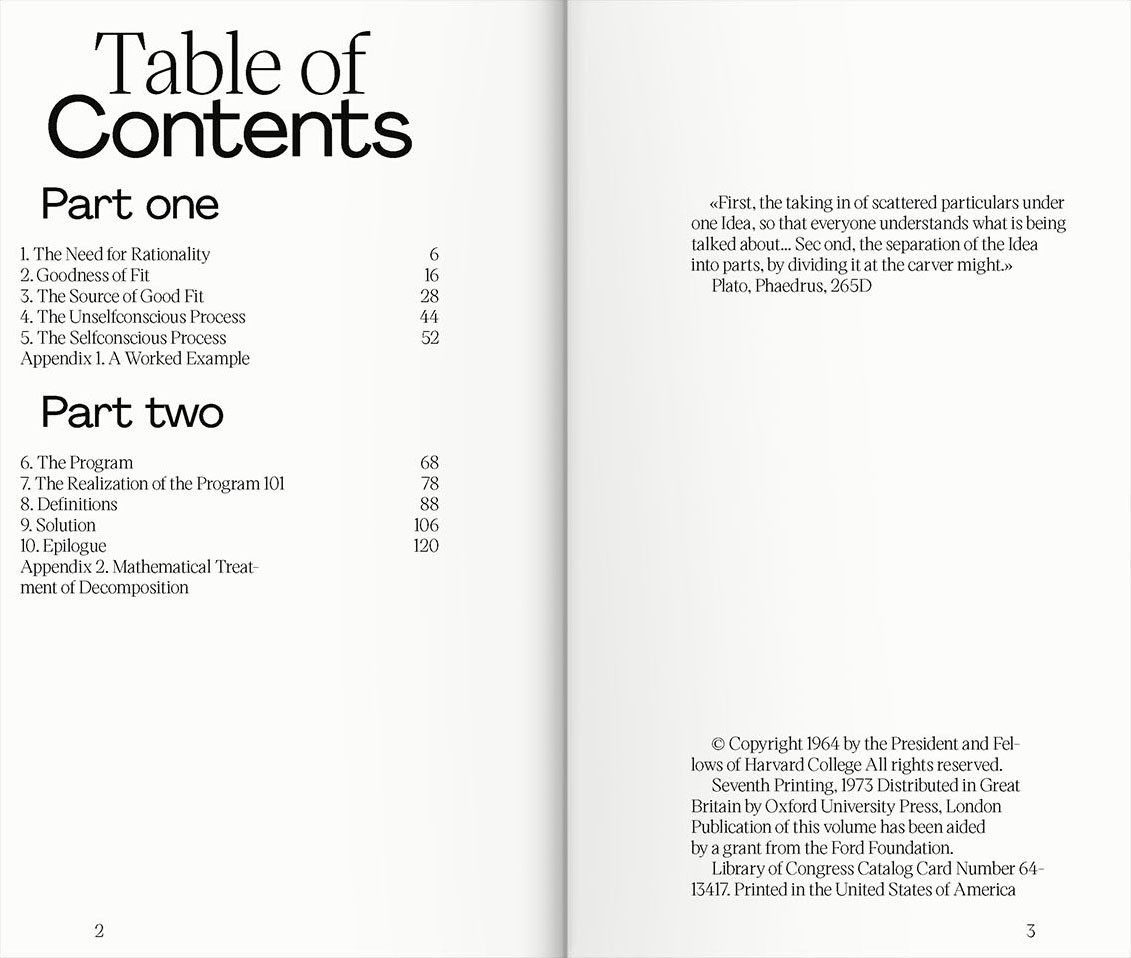 Table of
Contents
Part one
1. The Need for Rationality 6
2. Goodness of Fit 16
3. The Source of Good Fit 28
4. The Unselfconscious Process 44
5. The Selfconscious Process 52
Appendix 1. A Worked Example
Part two
6. The Program 68
7. The Realization of the Program 101 78
8. Definitions 88
9. Solution 106
10. Epilogue 120
Appendix 2. Mathematical Treat-
ment of Decomposition
2
«First, the taking in of scattered particulars under
one Idea, so that everyone understands what is being
talked about... Sec ond, the separation of the Idea
into parts, by dividing it at the carver might.»
Plato, Phaedrus, 265D
© Copyright 1964 by the President and Fel-
lows of Harvard College All rights reserved.
Seventh Printing, 1973 Distributed in Great
Britain by Oxford University Press, London
Publication of this volume has been aided
by a grant from the Ford Foundation.
Library of Congress Catalog Card Number 64-
13417. Printed in the United States of America
3